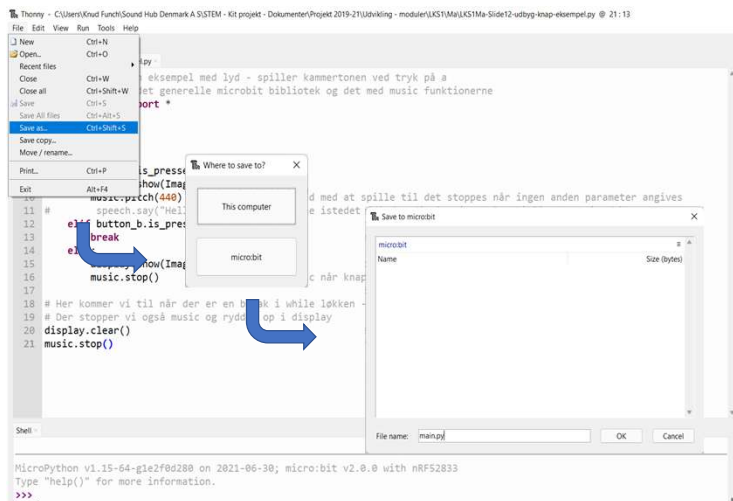 Thonny - C:\Users\Knud Funch\Sound Hub Denmark A S\STEM - Kit projekt - Dokumenter\Projekt 2019-21\Udvikling - moduler\LKS1\Ma\LKS1Ma-Slide12-udbyg-knap-eksempel.py @ 21 : 13
File Edit View Run Tools Help
New Ctrl+N
Open... Ctrl+O
Recent files
Close Ctrl+W
Close all Ctrl+Shift+W
Save Ctrl+S
Save All files Ctrl+Alt+S
Save as... Ctrl+Shift+S
Save copy...
Move / rename...
Print... Ctrl+P
Exit Alt+F4
l.py
eksempel med lyd - spiller kammertonen ved tryk på a
det generelle microbit bibliotek og det med music funktionerne
port *
is_presse
show(Imag
10 music.pitch(440) d med at spille til det stoppes når ingen anden parameter angives
11 # speech.say("Hel e istedet
12 elif button_b.is_pres
13 break
14 el
15 how(Imag
16 music.stop() c når knap
17
18 # Her kommer vi til når der er en b k i while løkken -
19 # Der stopper vi også music og rydd op i display
20 display.clear()
21 music.stop()
Where to save to?
This computer
micro:bit
Save to micro:bit
micro:bit
Name Size (bytes)
File name: main.py OK Cancel
Shell
MicroPython v1.15-64-g1e2f0d280 on 2021-06-30; micro:bit v2.0.0 with nRF52833
Type "help()" for more information.
>>>